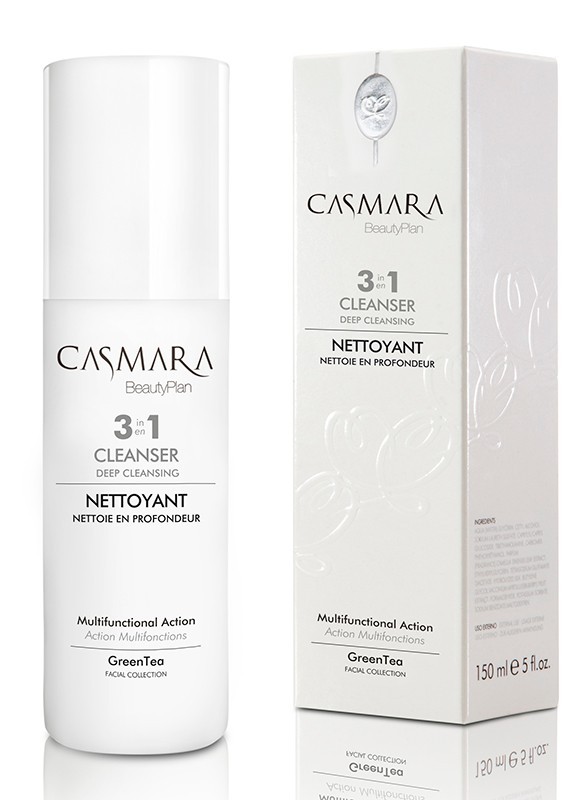 CASMARA
BeautyPlan
3 in en 1
CLEANSER
DEEP CLEANSING
NETTOYANT
NETTOIE EN PROFONDEUR
Multifunctional Action
Action Multifonctions
GreenTea
FACIAL COLLECTION
CASMARA
BeautyPlan
3 in en 1
CLEANSER
DEEP CLEANSING
NETTOYANT
NETTOIE EN PROFONDEUR
Multifunctional Action
Action Multifonctions
GreenTea
FACIAL COLLECTION
INGREDIENTS
USO EXTERNO
150 ml e 5 fl.oz.